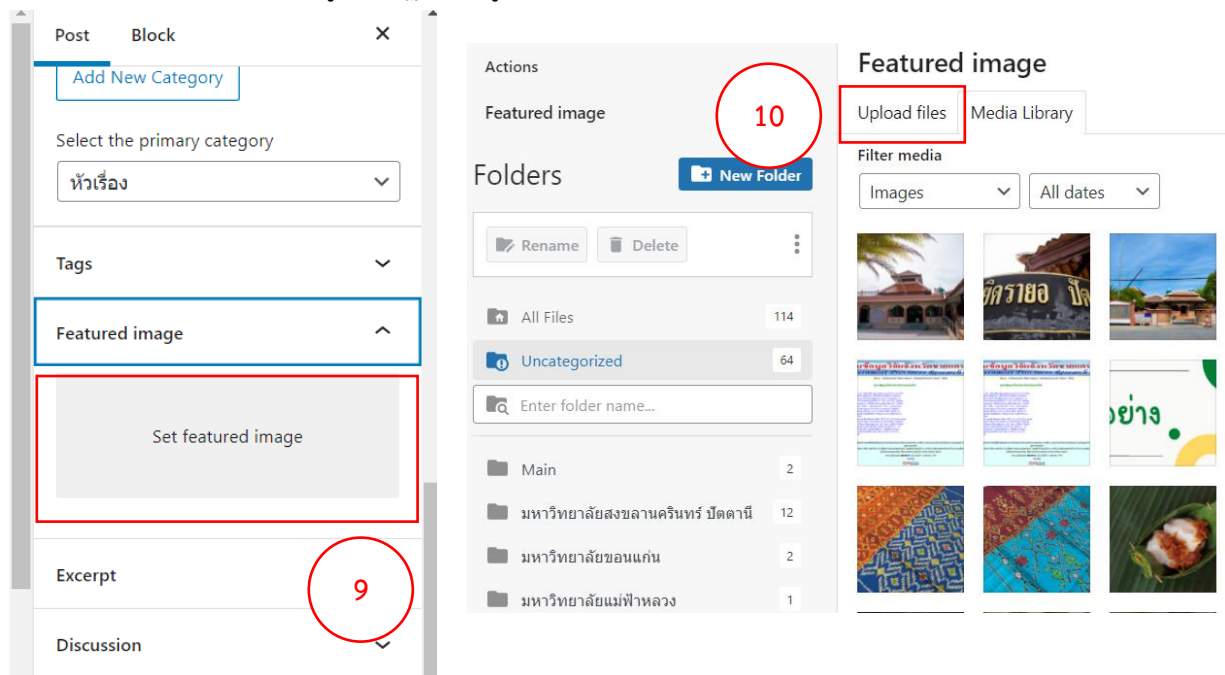 Post Block
Add New Category
Select the primary category
หัวเรื่อง
Tags
Featured image
Set featured image
Excerpt
9
Discussion
Actions
Featured image
10
Folders
New Folder
Rename Delete
All Files 114
Uncategorized 64
Enter folder name...
Main 2
มหาวิทยาลัยสงขลานครินทร์ ปัตตานี 12
มหาวิทยาลัยขอนแก่น 2
มหาวิทยาลัยแม่ฟ้าหลวง 1
Featured image
Upload files Media Library
Filter media
Images All dates